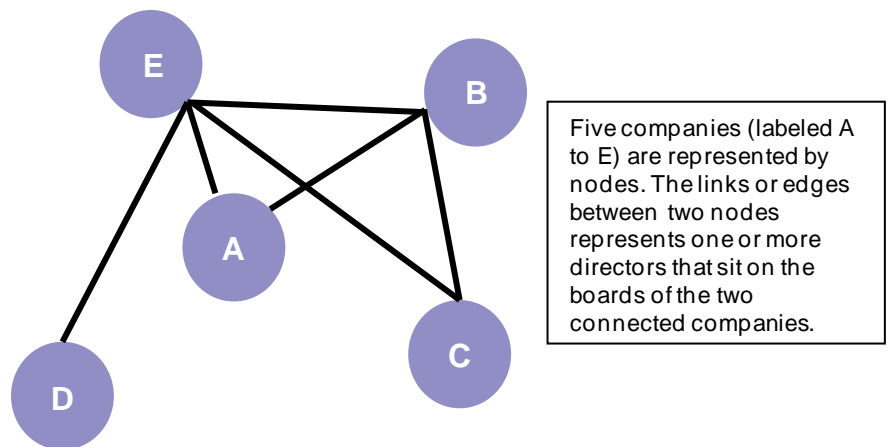 E
B
Five companies (labeled A
to E) are represented by
nodes. The links or edges
between two nodes
represents one or more
directors that sit on the
boards of the two
connected companies.
A
C
D